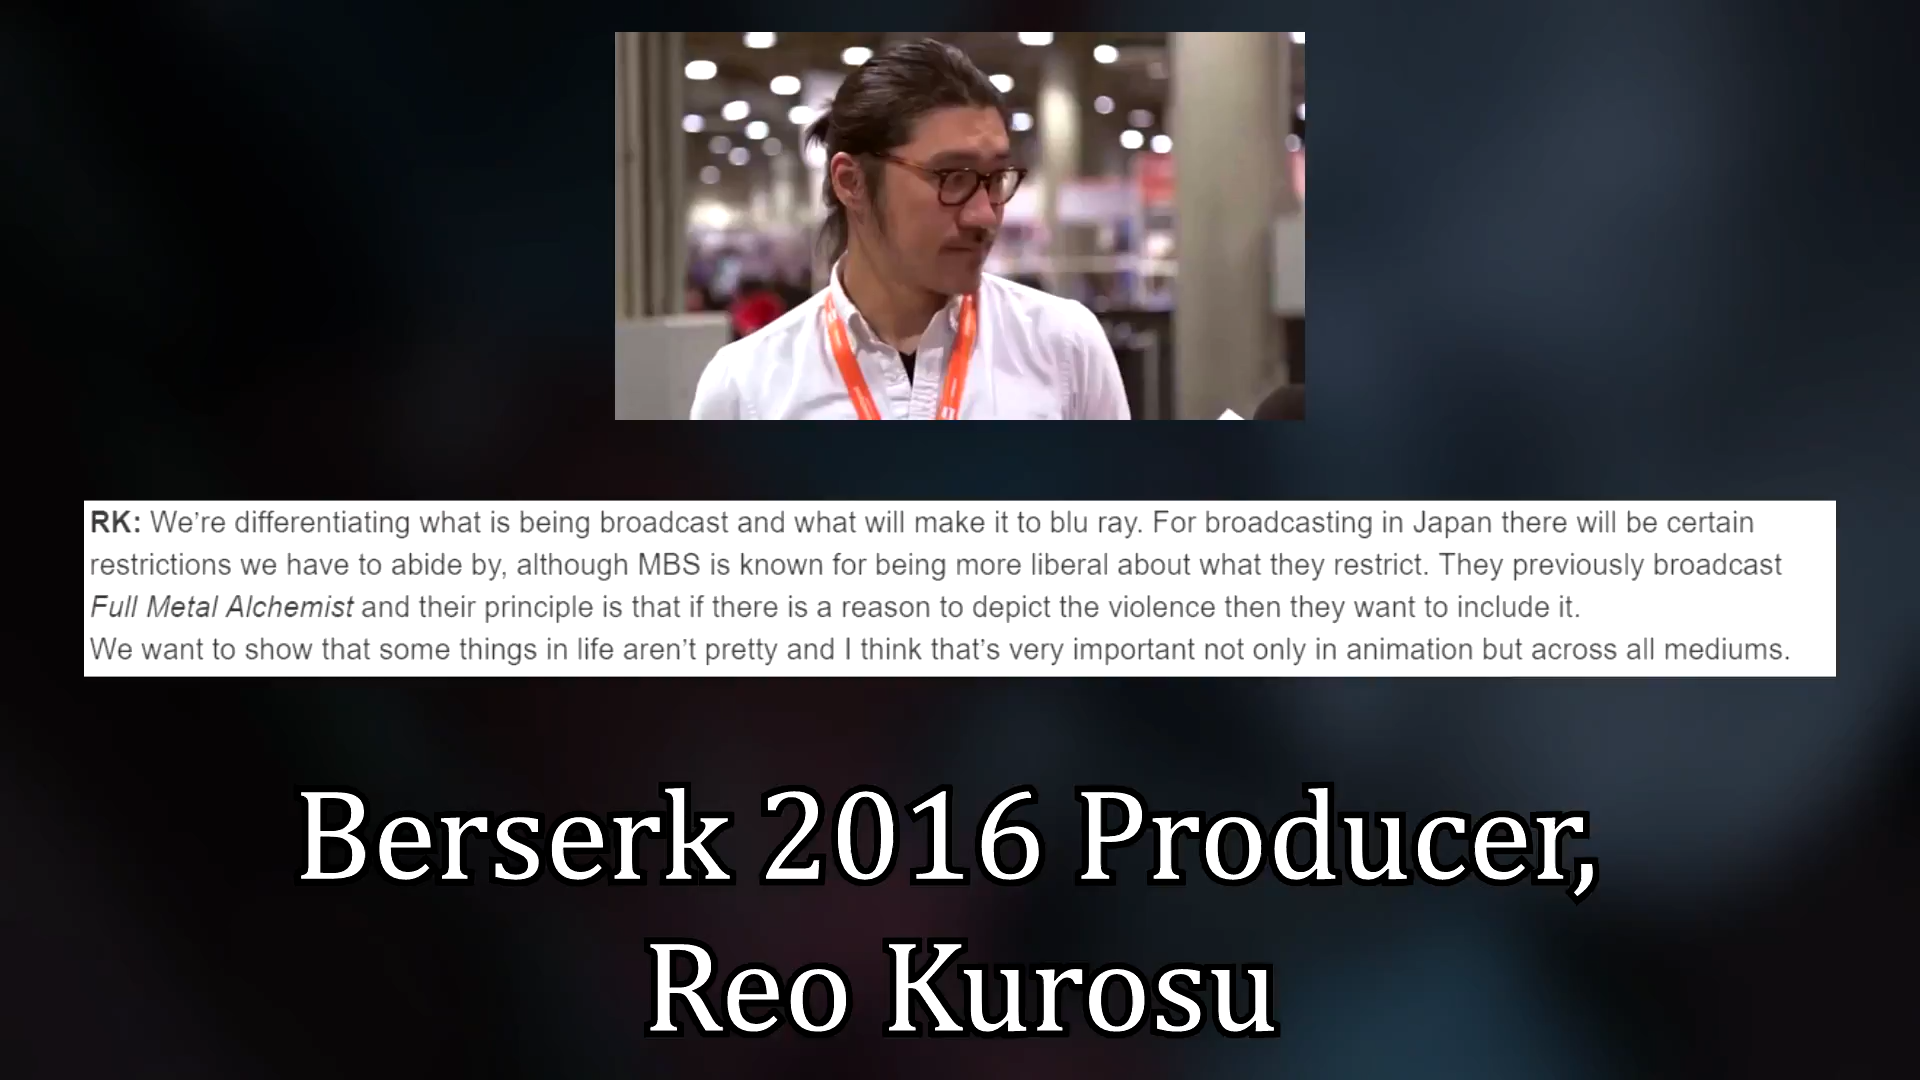 RK: We’re differentiating what is being broadcast and what will make it to blu ray. For broadcasting in Japan there will be certain
restrictions we have to abide by, although MBS is known for being more liberal about what they restrict. They previously broadcast
Full Metal Alchemist and their principle is that if there is a reason to depict the violence then they want to include it.
We want to show that some things in life aren’t pretty and I think that’s very important not only in animation but across all mediums.
Berserk 2016 Producer,
Reo Kurosu